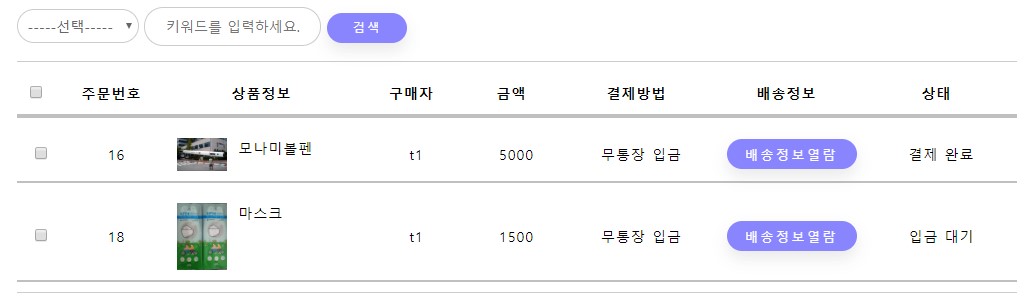 -----선택----- 키워드를 입력하세요. 검색
주문번호 상품정보 구매자 금액 결제방법 배송정보 상태
16 모나미볼펜 t1 5000 무통장 입금 배송정보열람 결제 완료
18 마스크 t1 1500 무통장 입금 배송정보열람 입금 대기